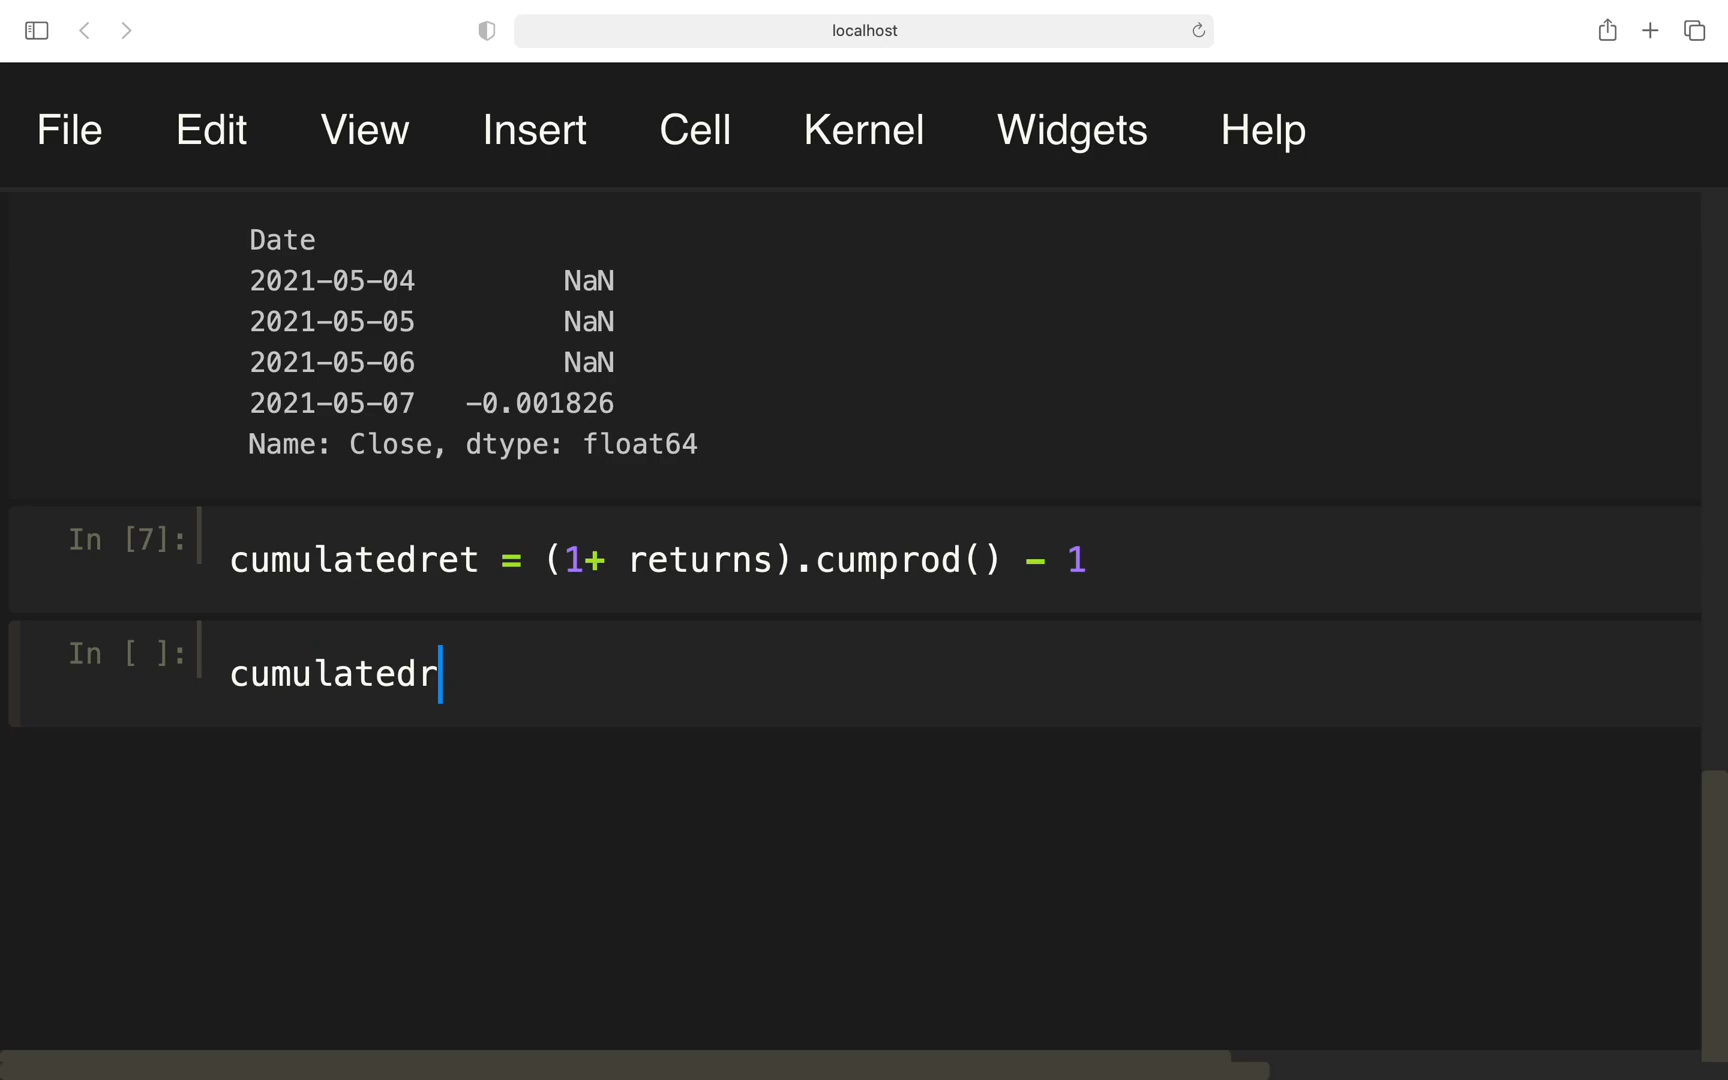 localhost
File Edit View Insert Cell Kernel Widgets Help
Date
2021-05-04 NaN
2021-05-05 NaN
2021-05-06 NaN
2021-05-07 -0.001826
Name: Close, dtype: float64
In [7]: cumulatedret = (1+ returns).cumprod() - 1
In [ ]: cumulatedr